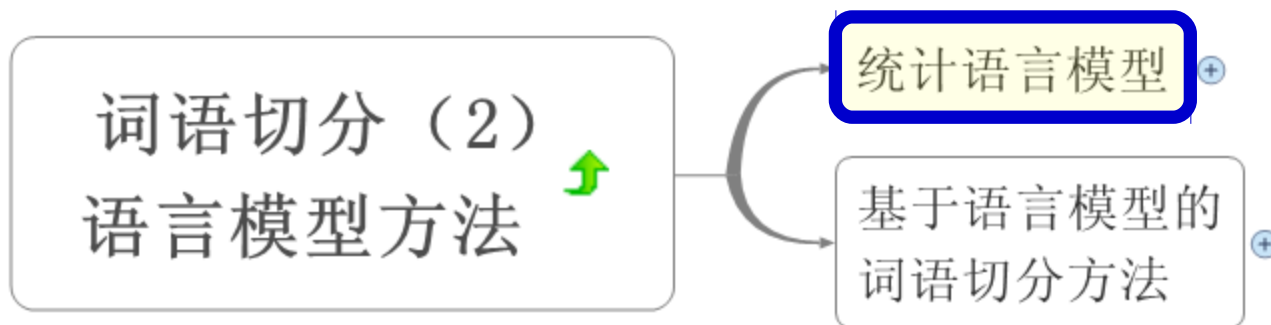 词语切分（2）
语言模型方法
统计语言模型
基于语言模型的
词语切分方法